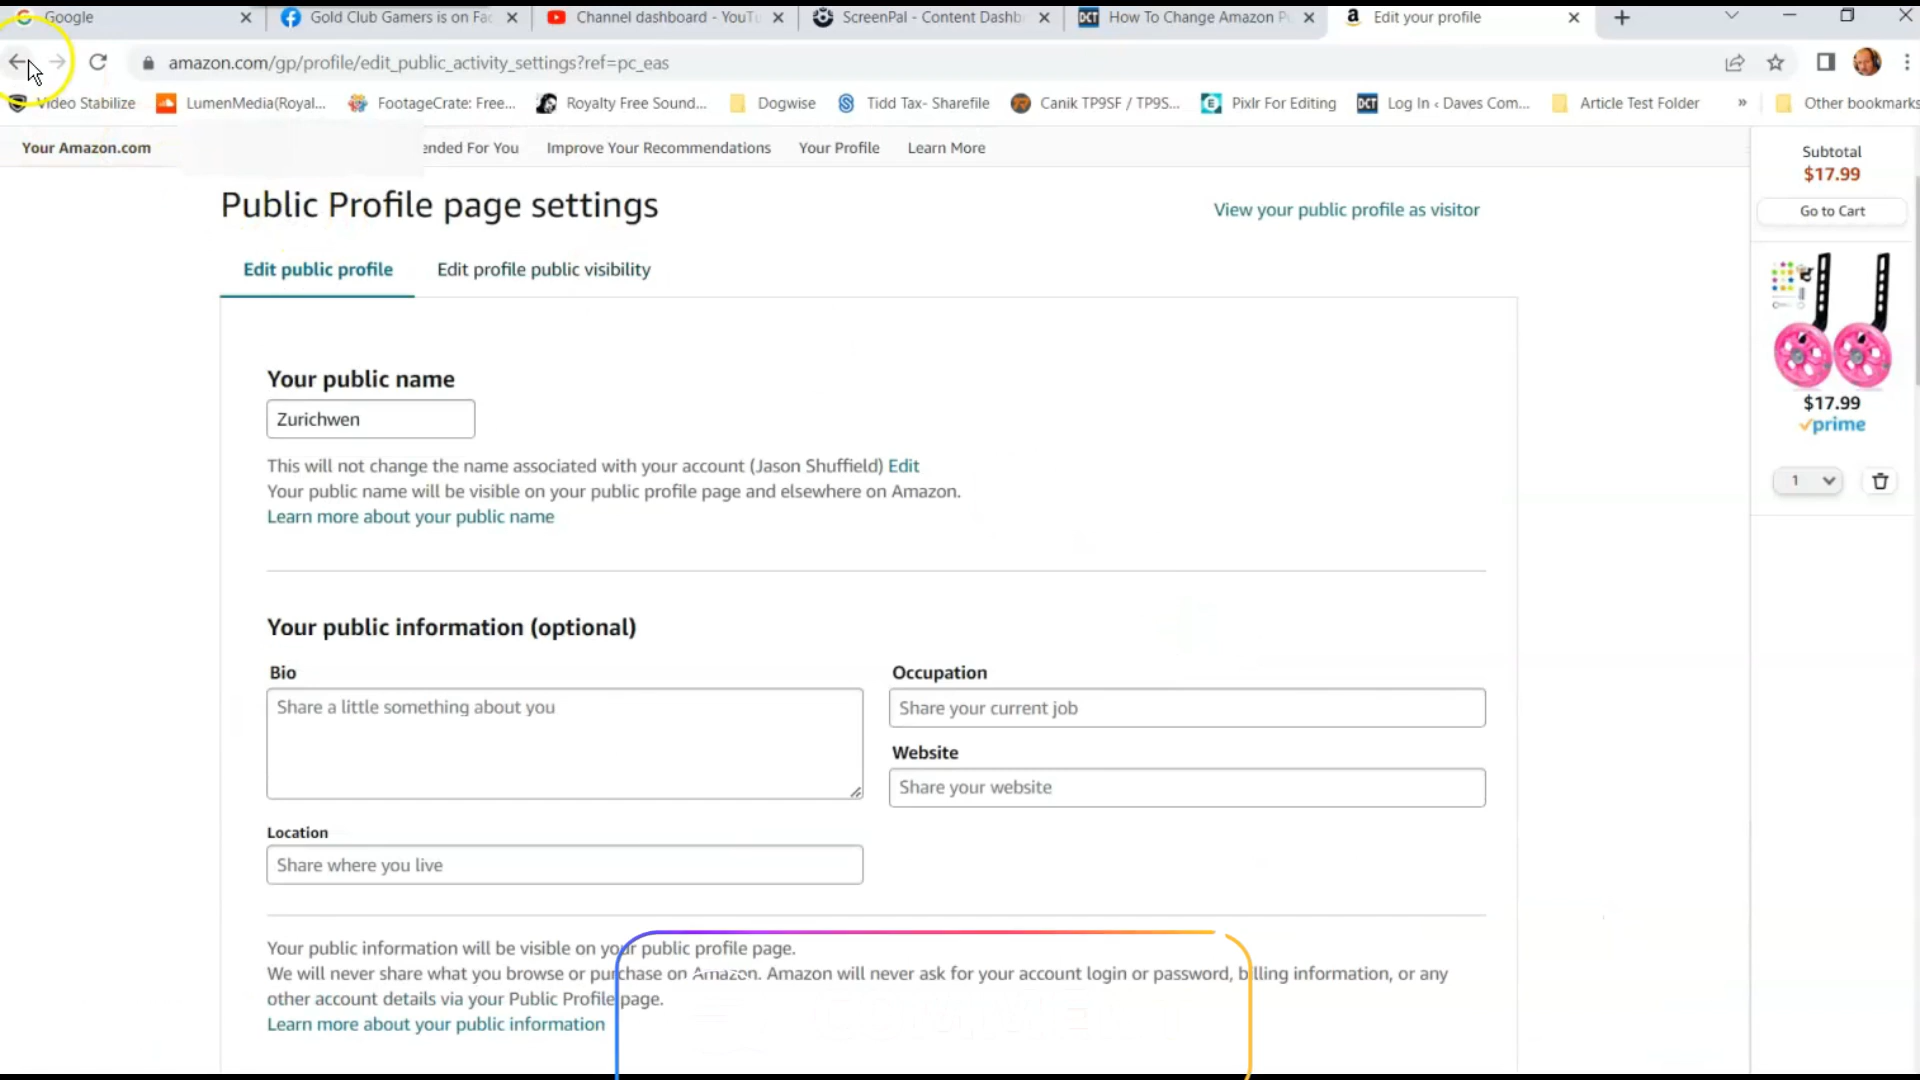 Google
Gold Club Gamers is on Fac
Channel dashboard - YouTu
ScreenPal - Content Dashb
How To Change Amazon P
Edit your profile
amazon.com/gp/profile/edit_public_activity_settings?ref=pc_eas
Video Stabilize
LumenMedia(Royal...
FootageCrate: Free...
Royalty Free Sound...
Dogwise
Tidd Tax- Sharefile
Canik TP9SF / TP9S...
Pixlr For Editing
DCT
Log In ‹ Daves Com...
Article Test Folder
»
Other bookmarks
Your Amazon.com
ended For You
Improve Your Recommendations
Your Profile
Learn More
Subtotal
$17.99
Go to Cart
Public Profile page settings
View your public profile as visitor
Edit public profile
Edit profile public visibility
$17.99
prime
1
Your public name
Zurichwen
This will not change the name associated with your account (Jason Shuffield) Edit
Your public name will be visible on your public profile page and elsewhere on Amazon.
Learn more about your public name
Your public information (optional)
Bio
Share a little something about you
Occupation
Share your current job
Website
Share your website
Location
Share where you live
Your public information will be visible on your public profile page.
We will never share what you browse or purchase on Amazon. Amazon will never ask for your account login or password, billing information, or any
other account details via your Public Profile page.
Learn more about your public information